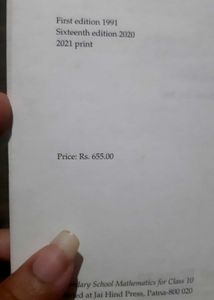 First edition 1991
Sixteenth edition 2020
2021 print
Price: Rs. 655.00
School Mathematics for Class 10
at Jai Hind Press, Patna-800 020